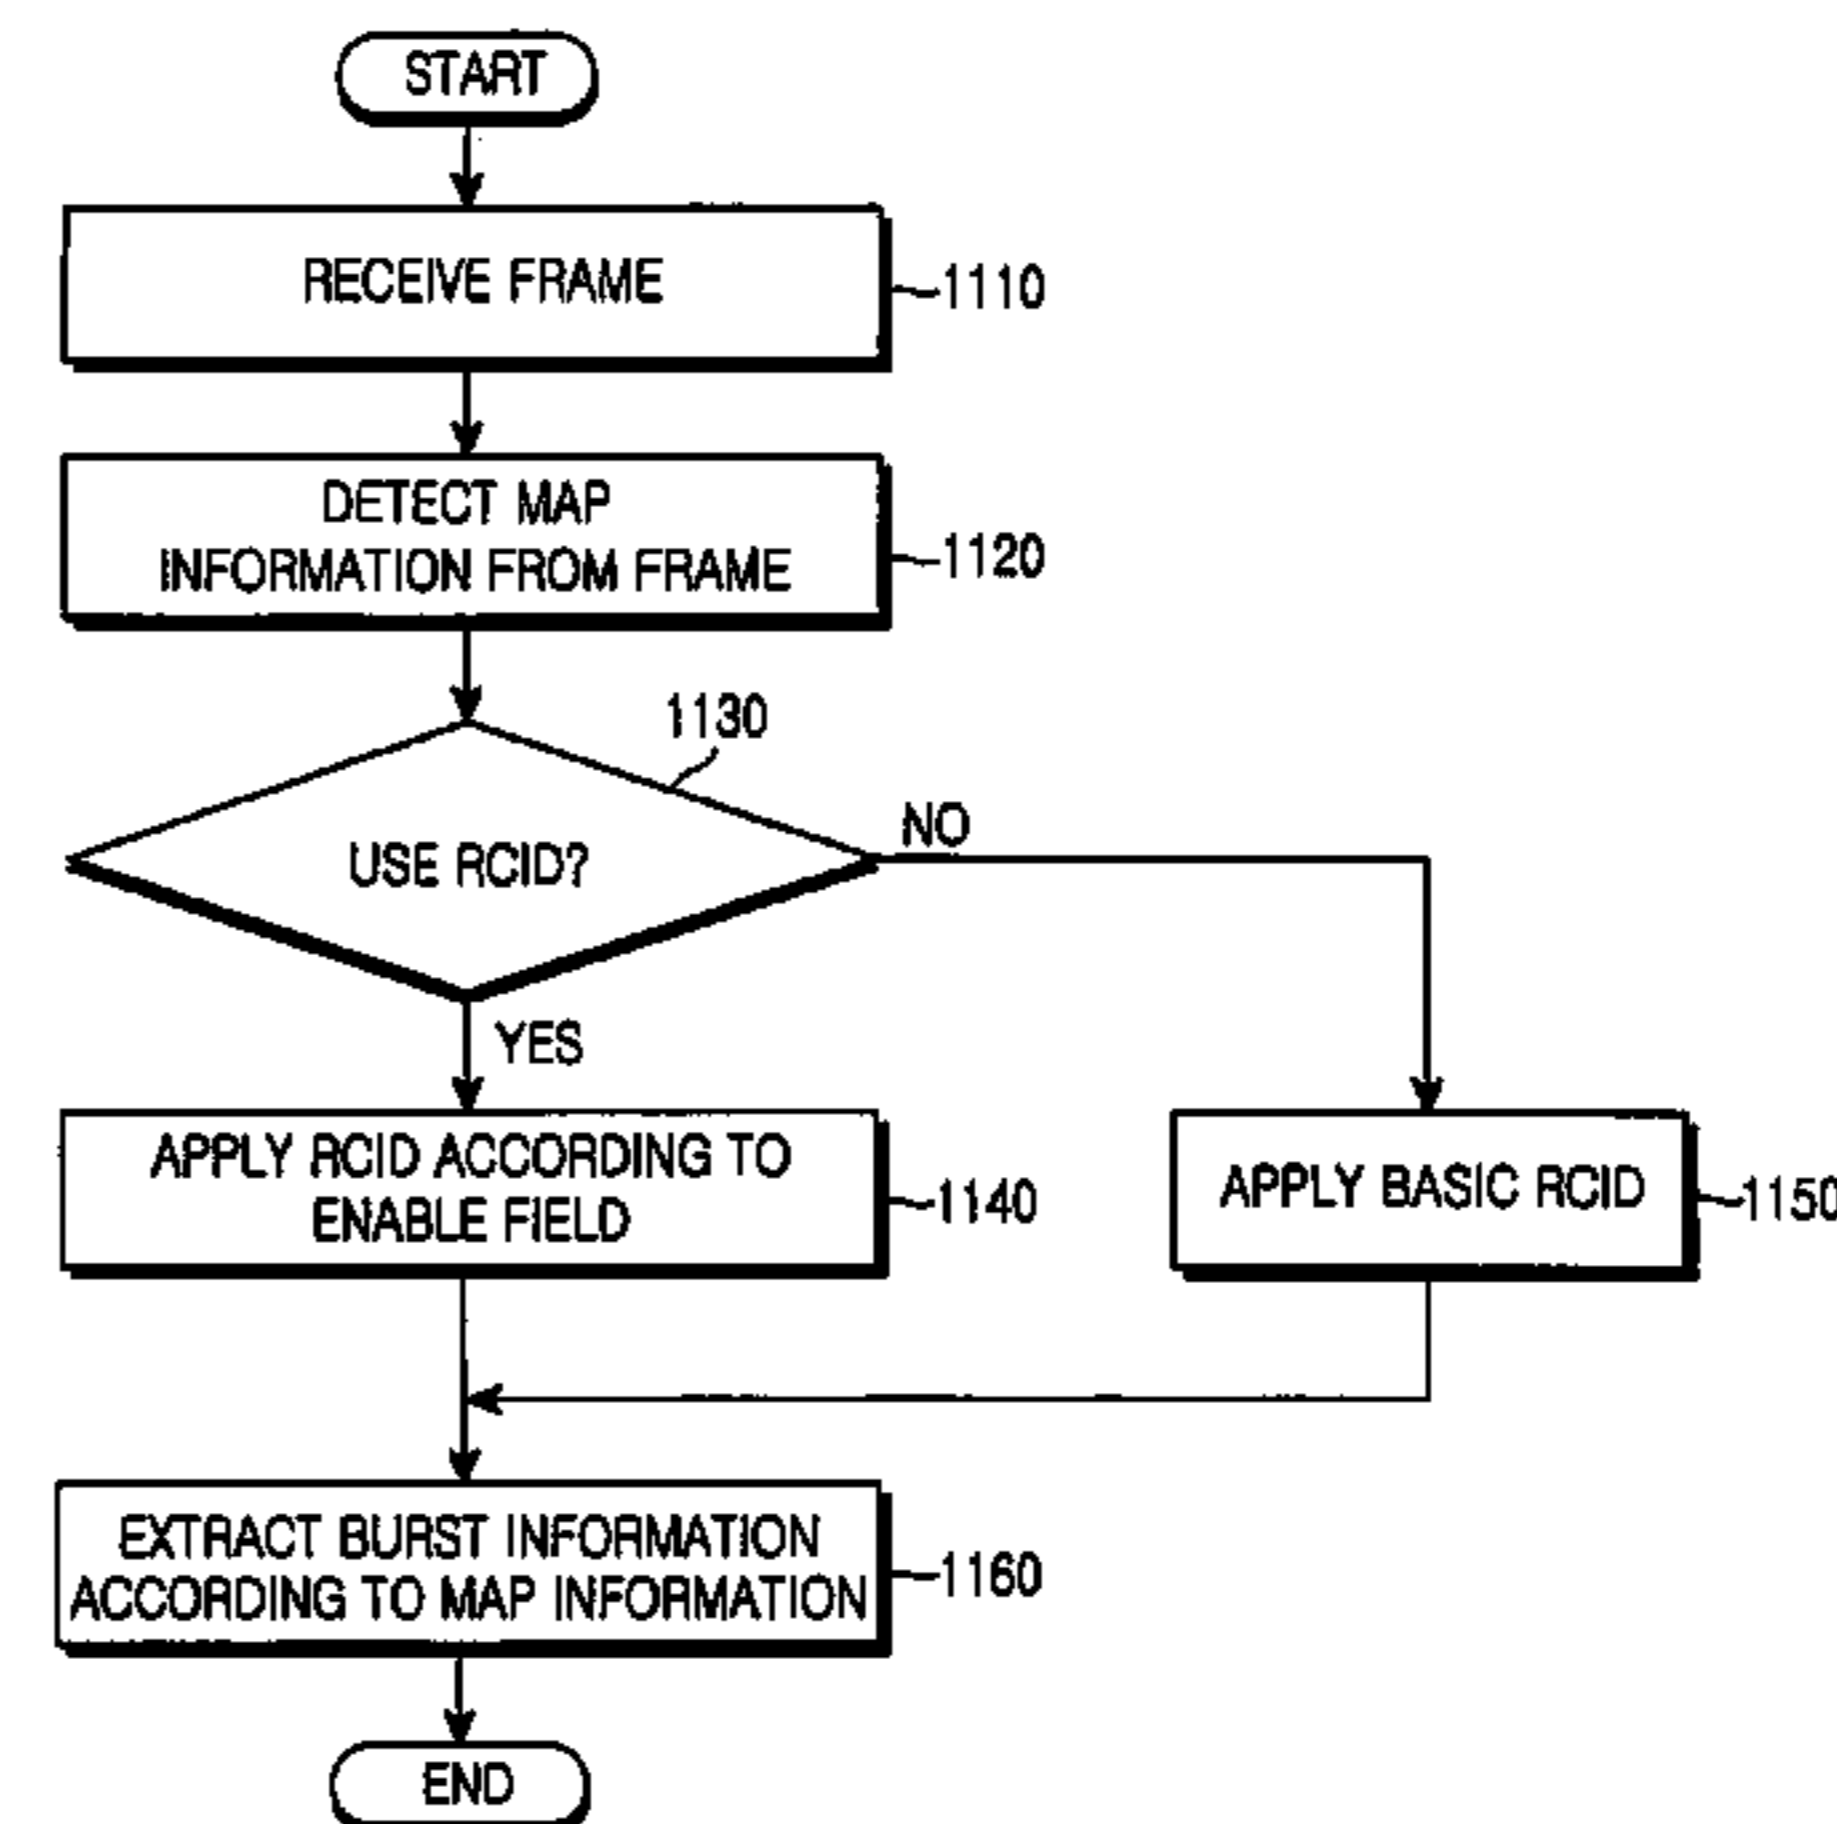 START
RECEIVE FRAME
1110
DETECT MAP
INFORMATION FROM FRAME
1120
1130
USE RCID?
NO
YES
APPLY RCID ACCORDING TO
ENABLE FIELD
1140
APPLY BASIC RCID
1150
EXTRACT BURST INFORMATION
ACCORDING TO MAP INFORMATION
1160
END